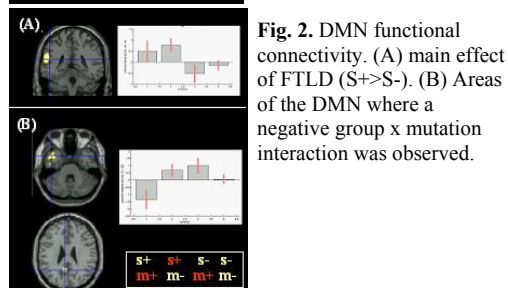 (A)
Fig. 2. DMN functional
connectivity. (A) main effect
of FTLD (S+>S-). (B) Areas
of the DMN where a
negative group x mutation
interaction was observed.
(B)
s+ s+ s- s-
m+ m- m+ m-